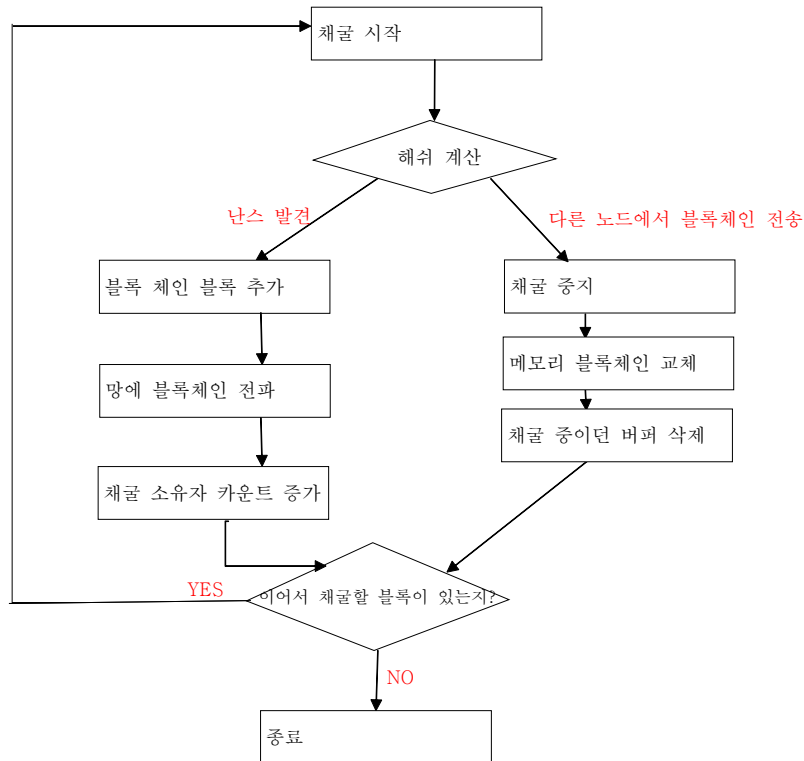 채굴 시작
해쉬 계산
난스 발견
다른 노드에서 블록체인 전송
블록 체인 블록 추가
채굴 중지
망에 블록체인 전파
메모리 블록체인 교체
채굴 소유자 카운트 증가
채굴 중이던 버퍼 삭제
YES
이어서 채굴할 블록이 있는지?
NO
종료